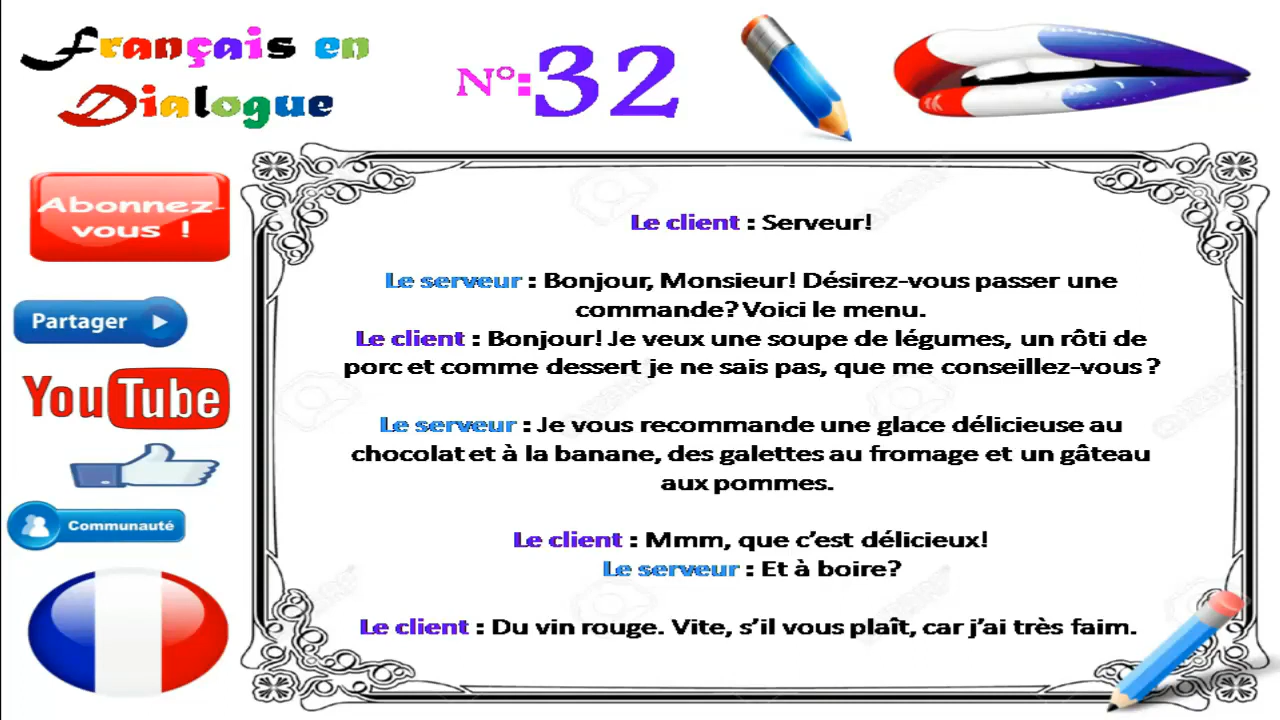 Français en
Dialogue
N°:32
Abonnez-
vous !
Partager
YouTube
Communauté
Le client : Serveur!
Le serveur : Bonjour, Monsieur! Désirez-vous passer une
commande? Voici le menu.
Le client : Bonjour! Je veux une soupe de légumes, un rôti de
porc et comme dessert je ne sais pas, que me conseillez-vous ?
Le serveur : Je vous recommande une glace délicieuse au
chocolat et à la banane, des galettes au fromage et un gâteau
aux pommes.
Le client : Mmm, que c’est délicieux!
Le serveur : Et à boire?
Le client : Du vin rouge. Vite, s’il vous plaît, car j’ai très faim.